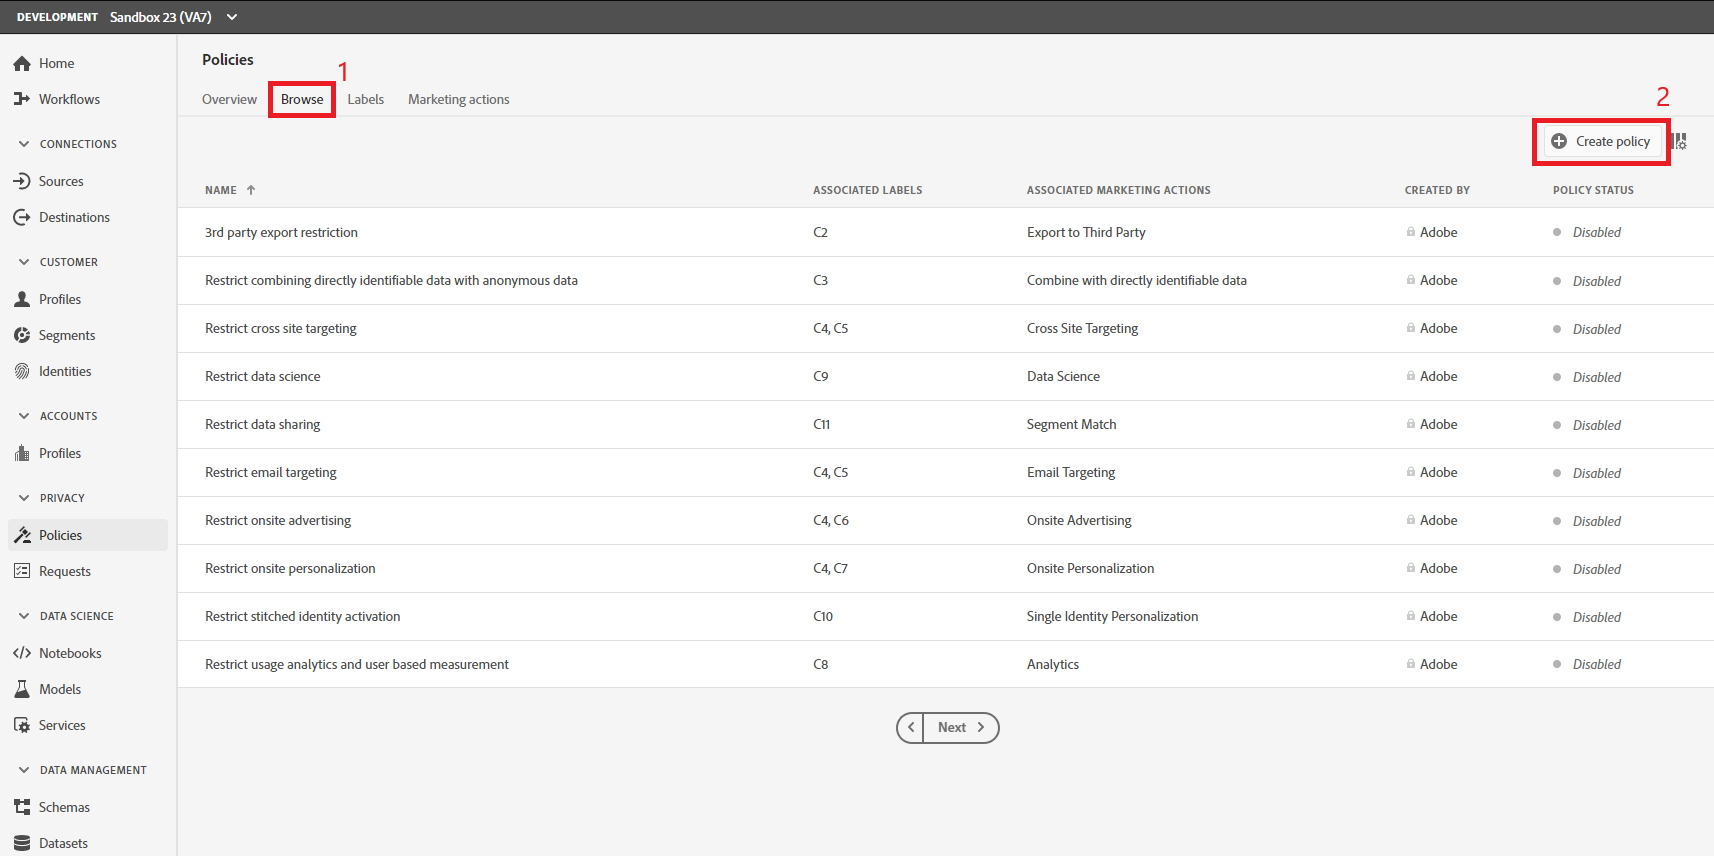 DEVELOPMENT Sandbox 23 (VA7)
Home
Workflows
CONNECTIONS
Sources
Destinations
CUSTOMER
Profiles
Segments
Identities
ACCOUNTS
Profiles
PRIVACY
Policies
Requests
DATA SCIENCE
Notebooks
Models
Services
DATA MANAGEMENT
Schemas
Datasets
Policies
1
Overview Browse Labels Marketing actions
2
Create policy
NAME ASSOCIATED LABELS ASSOCIATED MARKETING ACTIONS CREATED BY POLICY STATUS
3rd party export restriction C2 Export to Third Party Adobe Disabled
Restrict combining directly identifiable data with anonymous data C3 Combine with directly identifiable data Adobe Disabled
Restrict cross site targeting C4, C5 Cross Site Targeting Adobe Disabled
Restrict data science C9 Data Science Adobe Disabled
Restrict data sharing C11 Segment Match Adobe Disabled
Restrict email targeting C4, C5 Email Targeting Adobe Disabled
Restrict onsite advertising C4, C6 Onsite Advertising Adobe Disabled
Restrict onsite personalization C4, C7 Onsite Personalization Adobe Disabled
Restrict stitched identity activation C10 Single Identity Personalization Adobe Disabled
Restrict usage analytics and user based measurement C8 Analytics Adobe Disabled
Next